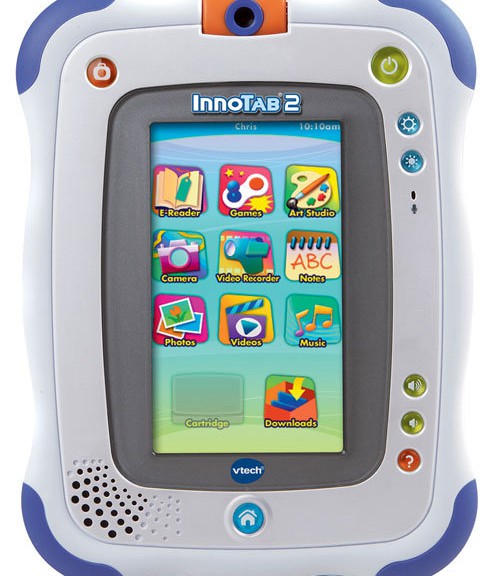 InnoTab 2
Chris 10:10am
E-Reader Games Art Studio
ABC
Camera Video Recorder Notes
Photos Videos Music
Cartridge Downloads
vtech
?